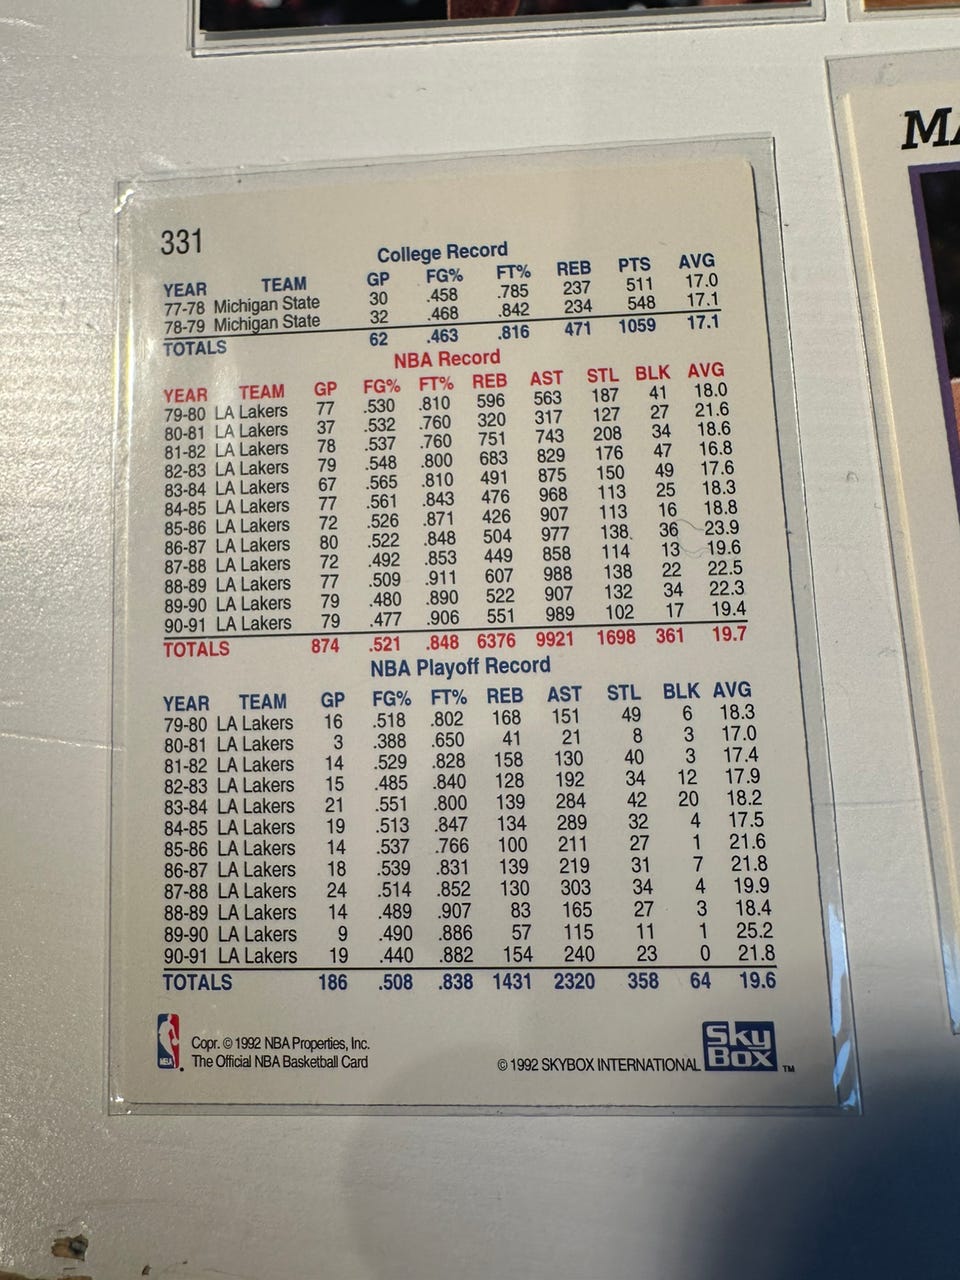 MA
331
College Record
YEAR TEAM GP FG% FT% REB PTS AVG
77-78 Michigan State 30 .458 .785 237 511 17.0
78-79 Michigan State 32 .468 .842 234 548 17.1
TOTALS 62 .463 .816 471 1059 17.1
NBA Record
YEAR TEAM GP FG% FT% REB AST STL BLK AVG
79-80 LA Lakers 77 .530 .810 596 563 187 41 18.0
80-81 LA Lakers 37 .532 .760 320 317 127 27 21.6
81-82 LA Lakers 78 .537 .760 751 743 208 34 18.6
82-83 LA Lakers 79 .548 .800 683 829 176 47 16.8
83-84 LA Lakers 67 .565 .810 491 875 150 49 17.6
84-85 LA Lakers 77 .561 .843 476 968 113 25 18.3
85-86 LA Lakers 72 .526 .871 426 907 113 16 18.8
86-87 LA Lakers 80 .522 .848 504 977 138 36 23.9
87-88 LA Lakers 72 .492 .853 449 858 114 13 19.6
88-89 LA Lakers 77 .509 .911 607 988 138 22 22.5
89-90 LA Lakers 79 .480 .890 522 907 132 34 22.3
90-91 LA Lakers 79 .477 .906 551 989 102 17 19.4
TOTALS 874 .521 .848 6376 9921 1698 361 19.7
NBA Playoff Record
YEAR TEAM GP FG% FT% REB AST STL BLK AVG
79-80 LA Lakers 16 .518 .802 168 151 49 6 18.3
80-81 LA Lakers 3 .388 .650 41 21 8 3 17.0
81-82 LA Lakers 14 .529 .828 158 130 40 3 17.4
82-83 LA Lakers 15 .485 .840 128 192 34 12 17.9
83-84 LA Lakers 21 .551 .800 139 284 42 20 18.2
84-85 LA Lakers 19 .513 .847 134 289 32 4 17.5
85-86 LA Lakers 14 .537 .766 100 211 27 1 21.6
86-87 LA Lakers 18 .539 .831 139 219 31 7 21.8
87-88 LA Lakers 24 .514 .852 130 303 34 4 19.9
88-89 LA Lakers 14 .489 .907 83 165 27 3 18.4
89-90 LA Lakers 9 .490 .886 57 115 11 1 25.2
90-91 LA Lakers 19 .440 .882 154 240 23 0 21.8
TOTALS 186 .508 .838 1431 2320 358 64 19.6
NBA
Copr. © 1992 NBA Properties, Inc.
The Official NBA Basketball Card
© 1992 SKYBOX INTERNATIONAL
Sky
Box ™